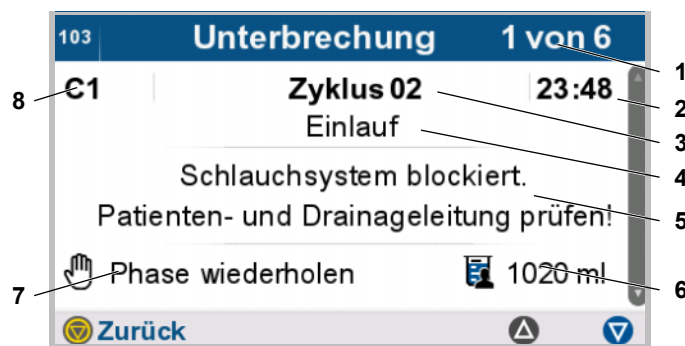 103 Unterbrechung 1 von 6
1
C1 Zyklus 02 23:48
8
2
Einlauf
3
4
Schlauchsystem blockiert.
Patienten- und Drainageleitung prüfen!
5
Phase wiederholen 1020 ml
7
6
Zurück